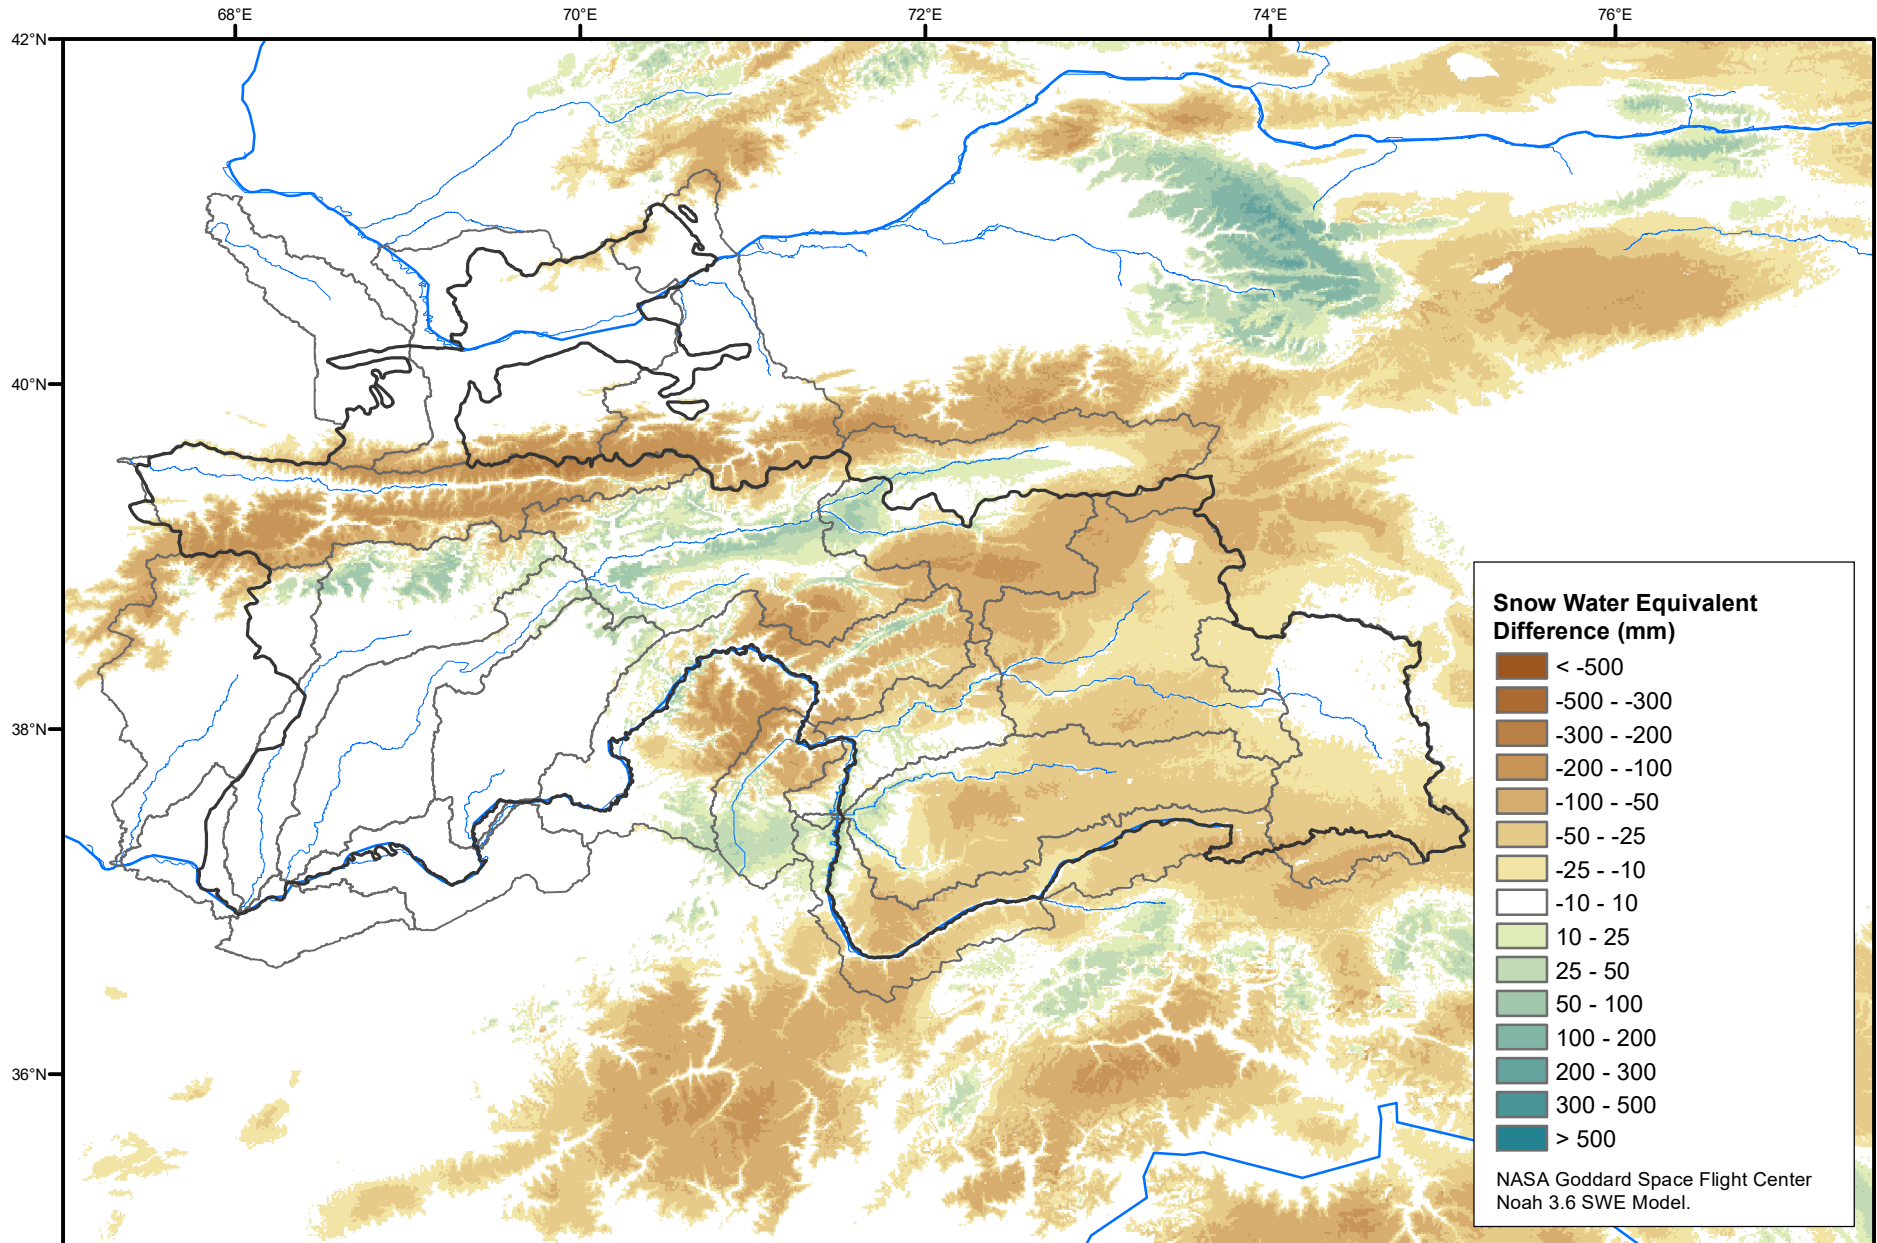 68°E 70°E 72°E 74°E 76°E
42°N
40°N
38°N
36°N
Snow Water Equivalent
Difference (mm)
< -500
-500 - -300
-300 - -200
-200 - -100
-100 - -50
-50 - -25
-25 - -10
-10 - 10
10 - 25
25 - 50
50 - 100
100 - 200
200 - 300
300 - 500
> 500
NASA Goddard Space Flight Center
Noah 3.6 SWE Model.